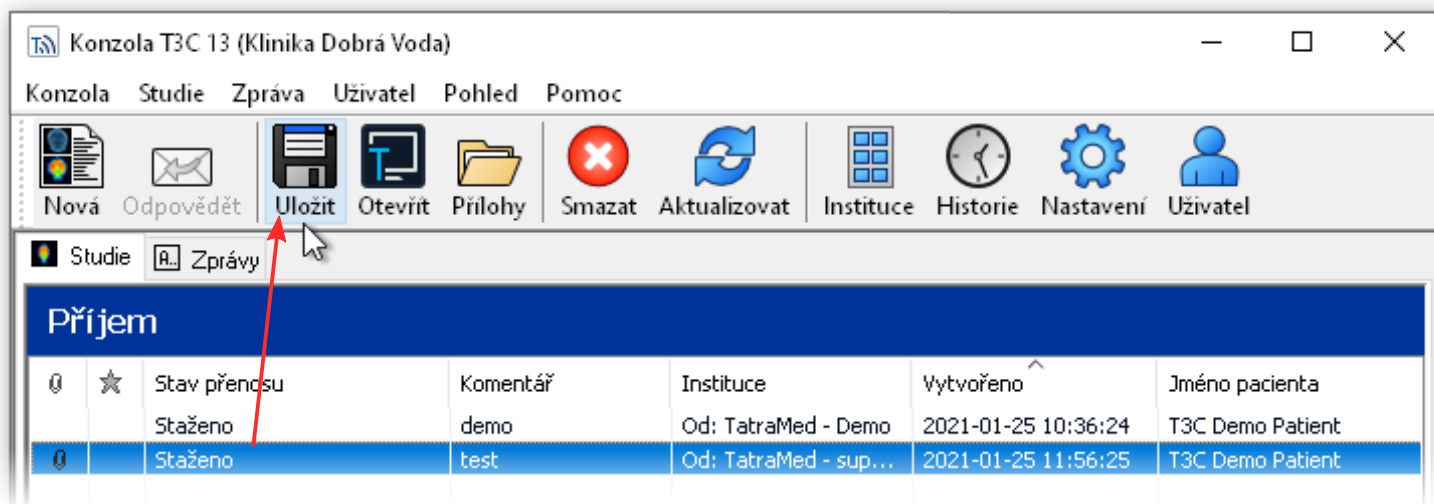 Konzola T3C 13 (Klinika Dobrá Voda)
Konzola Studie Zpráva Uživatel Pohled Pomoc
Nová Odpovědět Uložit Otevřít Přílohy Smazat Aktualizovat Instituce Historie Nastavení Uživatel
Studie A.. Zprávy
Příjem
Stav přenosu Komentář Instituce Vytvořeno Jméno pacienta
Staženo demo Od: TatraMed - Demo 2021-01-25 10:36:24 T3C Demo Patient
Staženo test Od: TatraMed - sup... 2021-01-25 11:56:25 T3C Demo Patient